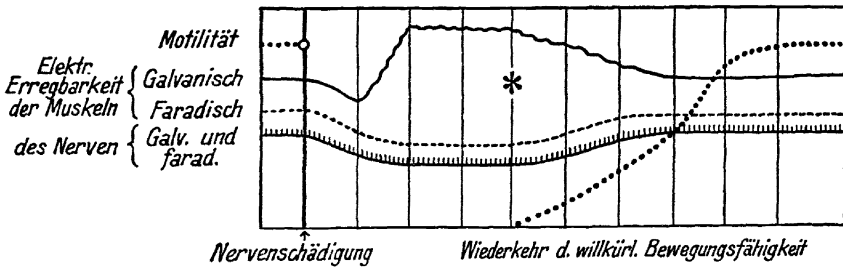 Motilität
Elektr.
Erregbarkeit
der Muskeln
Galvanisch
Faradisch
des Nerven
Galv. und
farad.
*
Nervenschädigung
Wiederkehr d. willkürl. Bewegungsfähigkeit